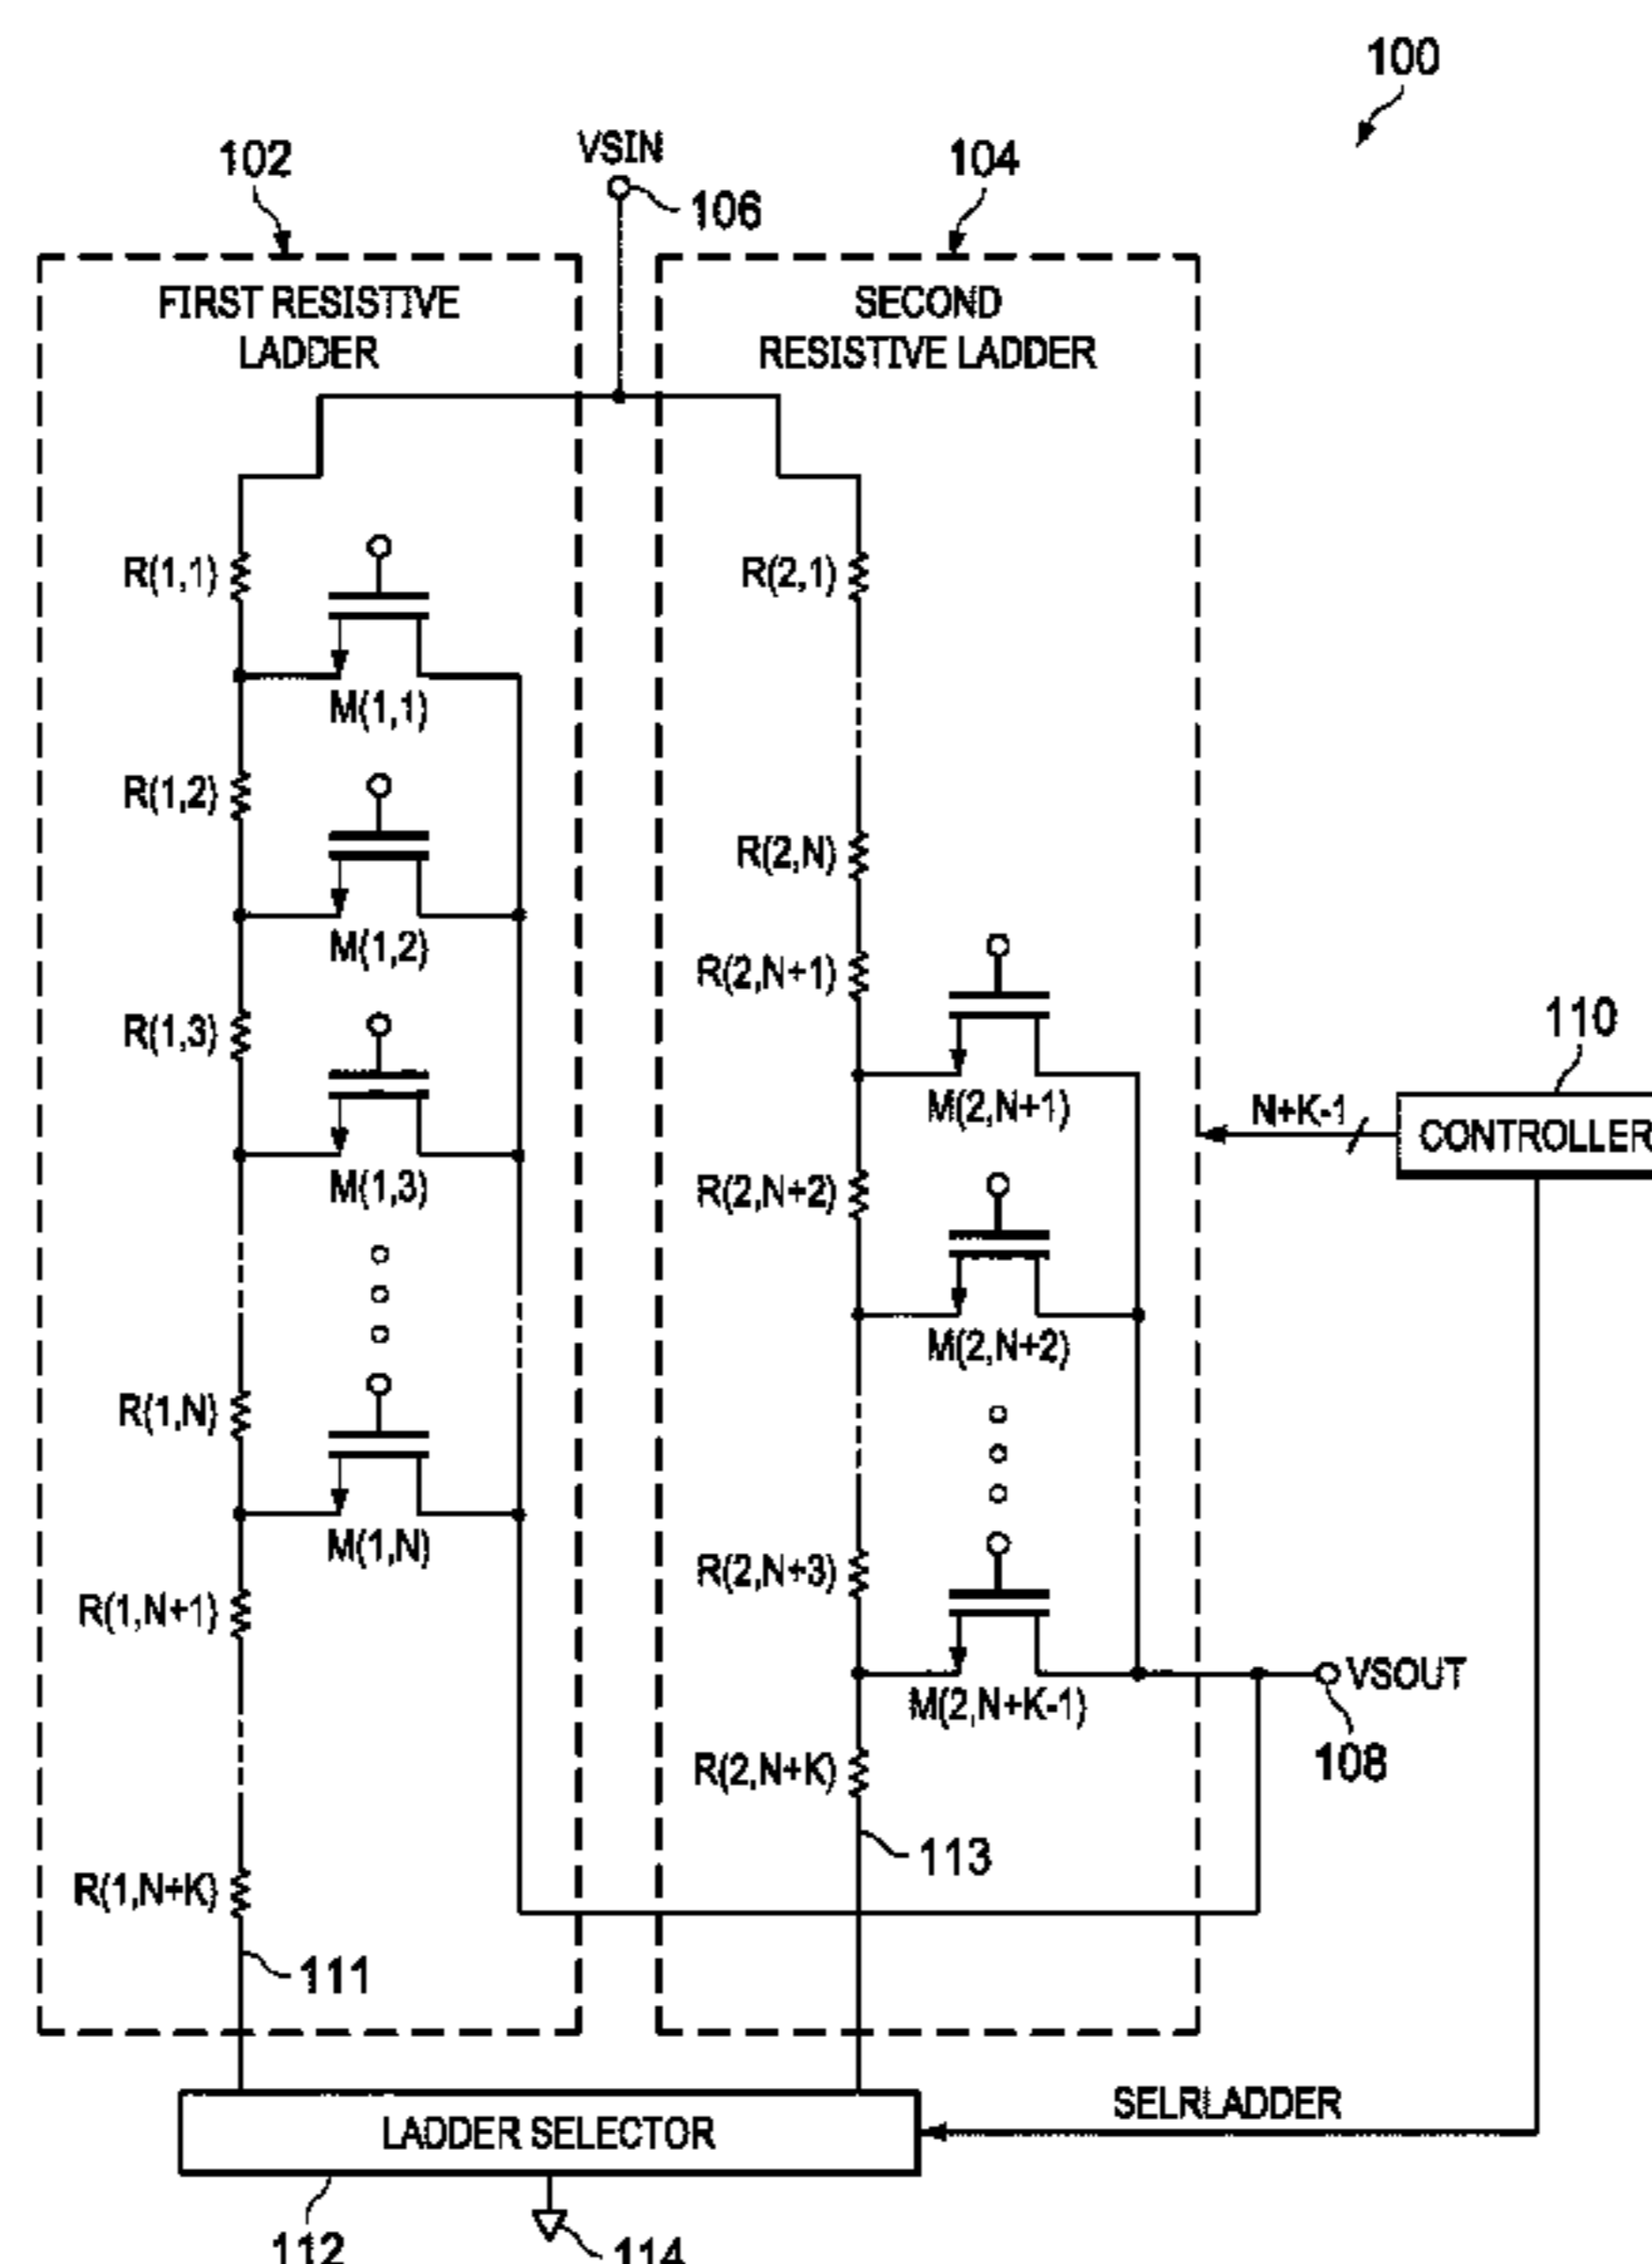 100
102
VSIN
106
104
FIRST RESISTIVE
LADDER
SECOND
RESISTIVE LADDER
R(1,1)
M(1,1)
R(1,2)
M(1,2)
R(1,3)
M(1,3)
R(1,N)
M(1,N)
R(1,N+1)
R(1,N+K)
111
R(2,1)
R(2,N)
R(2,N+1)
M(2,N+1)
R(2,N+2)
M(2,N+2)
R(2,N+3)
M(2,N+K-1)
R(2,N+K)
113
VSOUT
108
N+K-1
110
CONTROLLER
SELRLADDER
LADDER SELECTOR
112
114